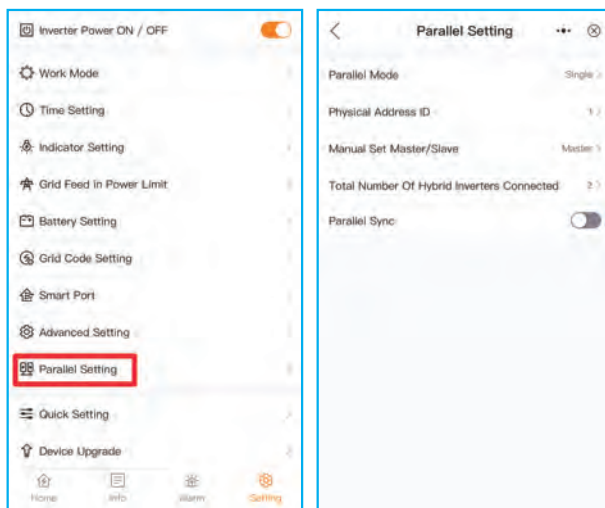 Inverter Power ON / OFF
Work Mode
Time Setting
Indicator Setting
Grid Feed in Power Limit
Battery Setting
Grid Code Setting
Smart Port
Advanced Setting
Parallel Setting
Quick Setting
Device Upgrade
Home Info Alarm Setting
Parallel Setting
Parallel Mode Single
Physical Address ID 1
Manual Set Master/Slave Master
Total Number Of Hybrid Inverters Connected 2
Parallel Sync